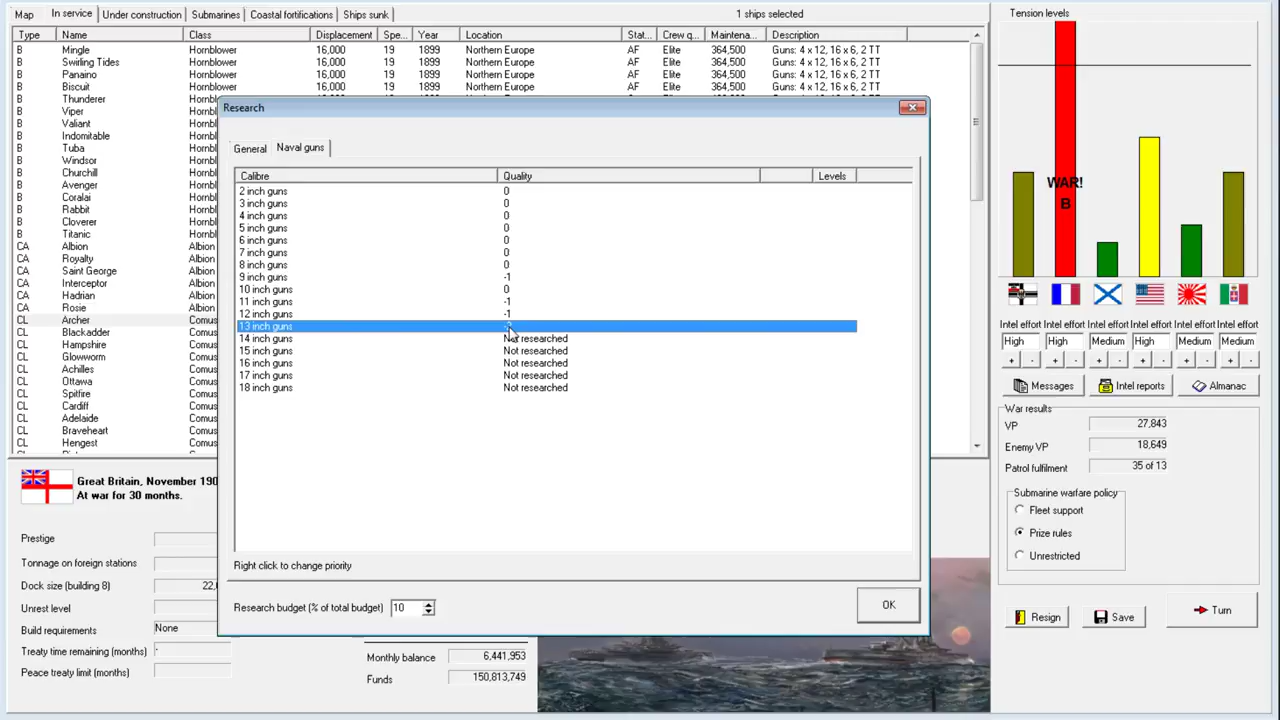 Map In service Under construction Submarines Coastal fortifications Ships sunk 1 ships selected
Type Name Class Displacement Spe... Year Location Stat... Crew q... Maintena... Description
B Mingle Hornblower 16,000 19 1899 Northern Europe AF Elite 364,500 Guns: 4 x 12, 16 x 6, 2 TT
B Swirling Tides Hornblower 16,000 19 1899 Northern Europe AF Elite 364,500 Guns: 4 x 12, 16 x 6, 2 TT
B Panaino Hornblower 16,000 19 1899 Northern Europe AF Elite 364,500 Guns: 4 x 12, 16 x 6, 2 TT
B Biscuit Hornblower 16,000 19 1899 Northern Europe AF Elite 364,500 Guns: 4 x 12, 16 x 6, 2 TT
B Thunderer Hornbl
B Viper Hornbl
B Valiant Hornbl
B Indomitable Hornbl
B Tuba Hornbl
B Windsor Hornbl
B Churchill Hornbl
B Avenger Hornbl
B Coralai Hornbl
B Rabbit Hornbl
B Cloverer Hornbl
B Titanic Hornbl
CA Albion Albion
CA Royalty Albion
CA Saint George Albion
CA Interceptor Albion
CA Hadrian Albion
CA Rosie Albion
CL Archer Comus
CL Blackadder Comus
CL Hampshire Comus
CL Glowworm Comus
CL Achilles Comus
CL Ottawa Comus
CL Spitfire Comus
CL Cardiff Comus
CL Adelaide Comus
CL Braveheart Comus
CL Hengest Comus
Research
General Naval guns
Calibre Quality Levels
2 inch guns 0
3 inch guns 0
4 inch guns 0
5 inch guns 0
6 inch guns 0
7 inch guns 0
8 inch guns 0
9 inch guns -1
10 inch guns 0
11 inch guns -1
12 inch guns -1
13 inch guns
14 inch guns Not researched
15 inch guns Not researched
16 inch guns Not researched
17 inch guns Not researched
18 inch guns Not researched
Right click to change priority
Research budget (% of total budget) 10
OK
Great Britain, November 190
At war for 30 months.
Prestige
Tonnage on foreign stations
Dock size (building 8) 22,
Unrest level
Build requirements None
Treaty time remaining (months) -
Peace treaty limit (months)
Monthly balance 6,441,953
Funds 150,813,749
Tension levels
WAR!
B
Intel effort Intel effort Intel effort Intel effort Intel effort Intel effort
High High Medium High Medium Medium
+ - + - + - + - + - + -
Messages Intel reports Almanac
War results
VP 27,843
Enemy VP 18,649
Patrol fulfilment 35 of 13
Submarine warfare policy
Fleet support
Prize rules
Unrestricted
Resign Save Turn